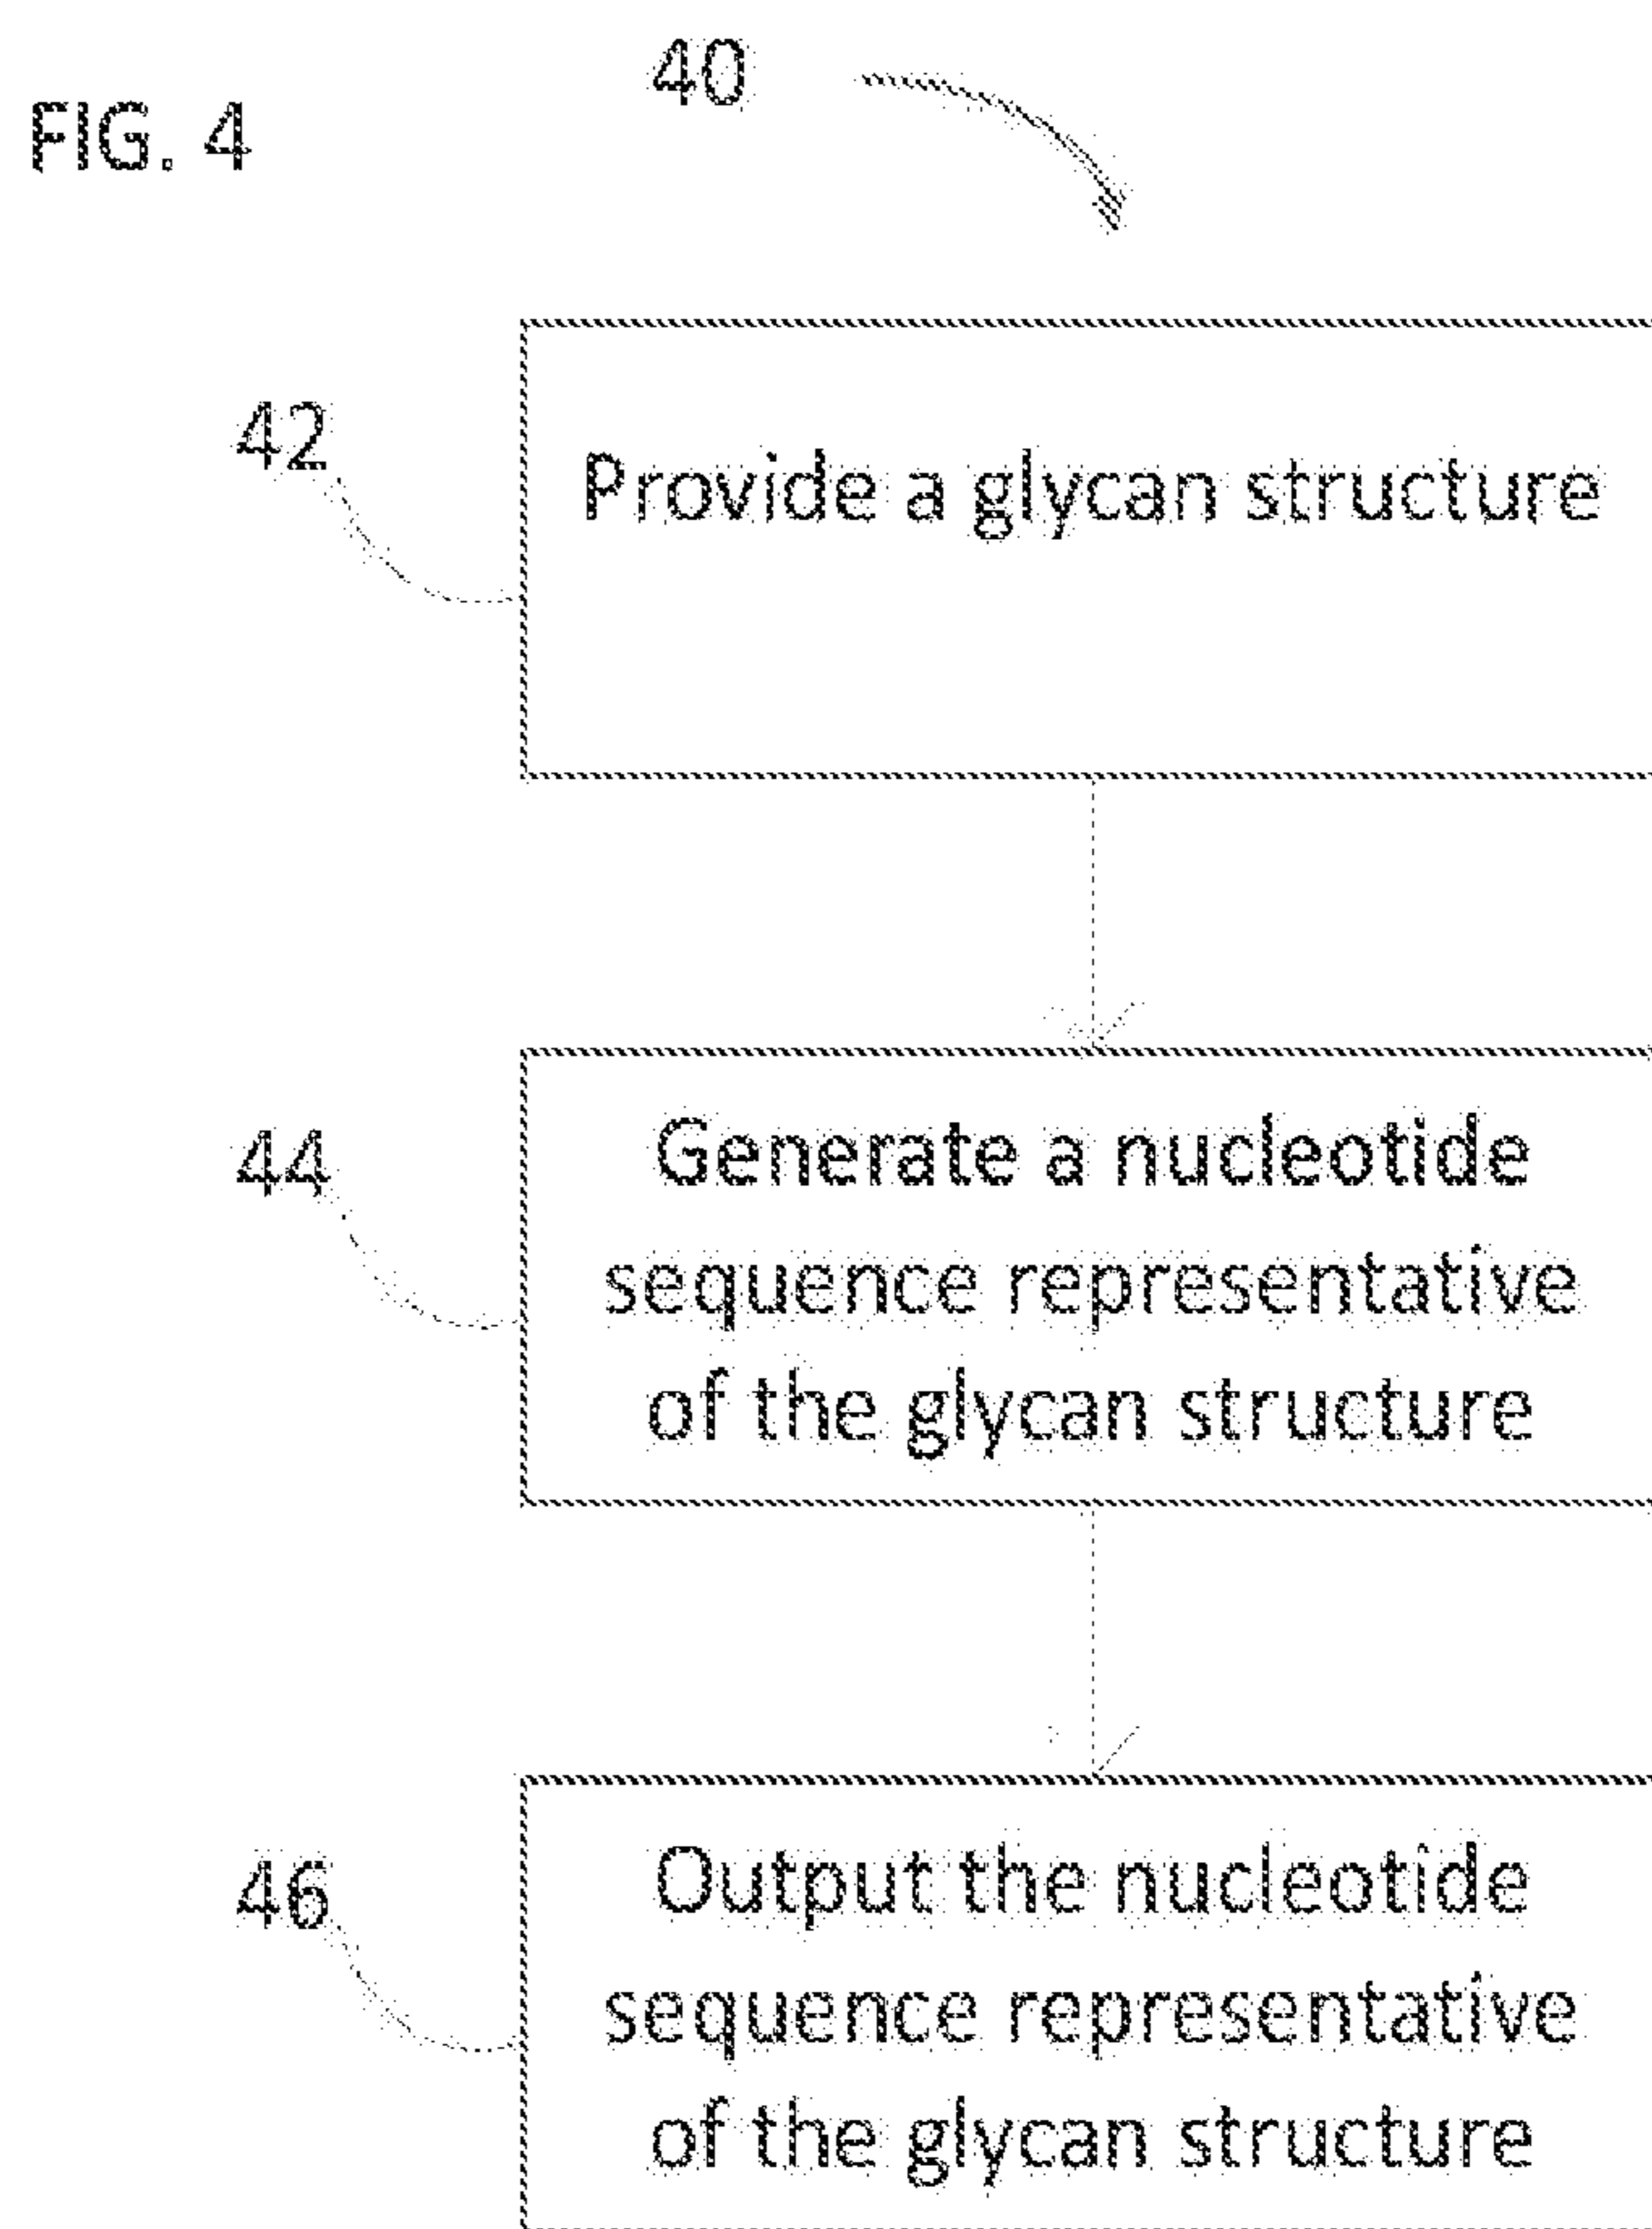 40
FIG. 4
42
Provide a glycan structure
44
Generate a nucleotide
sequence representative
of the glycan structure
46
Output the nucleotide
sequence representative
of the glycan structure